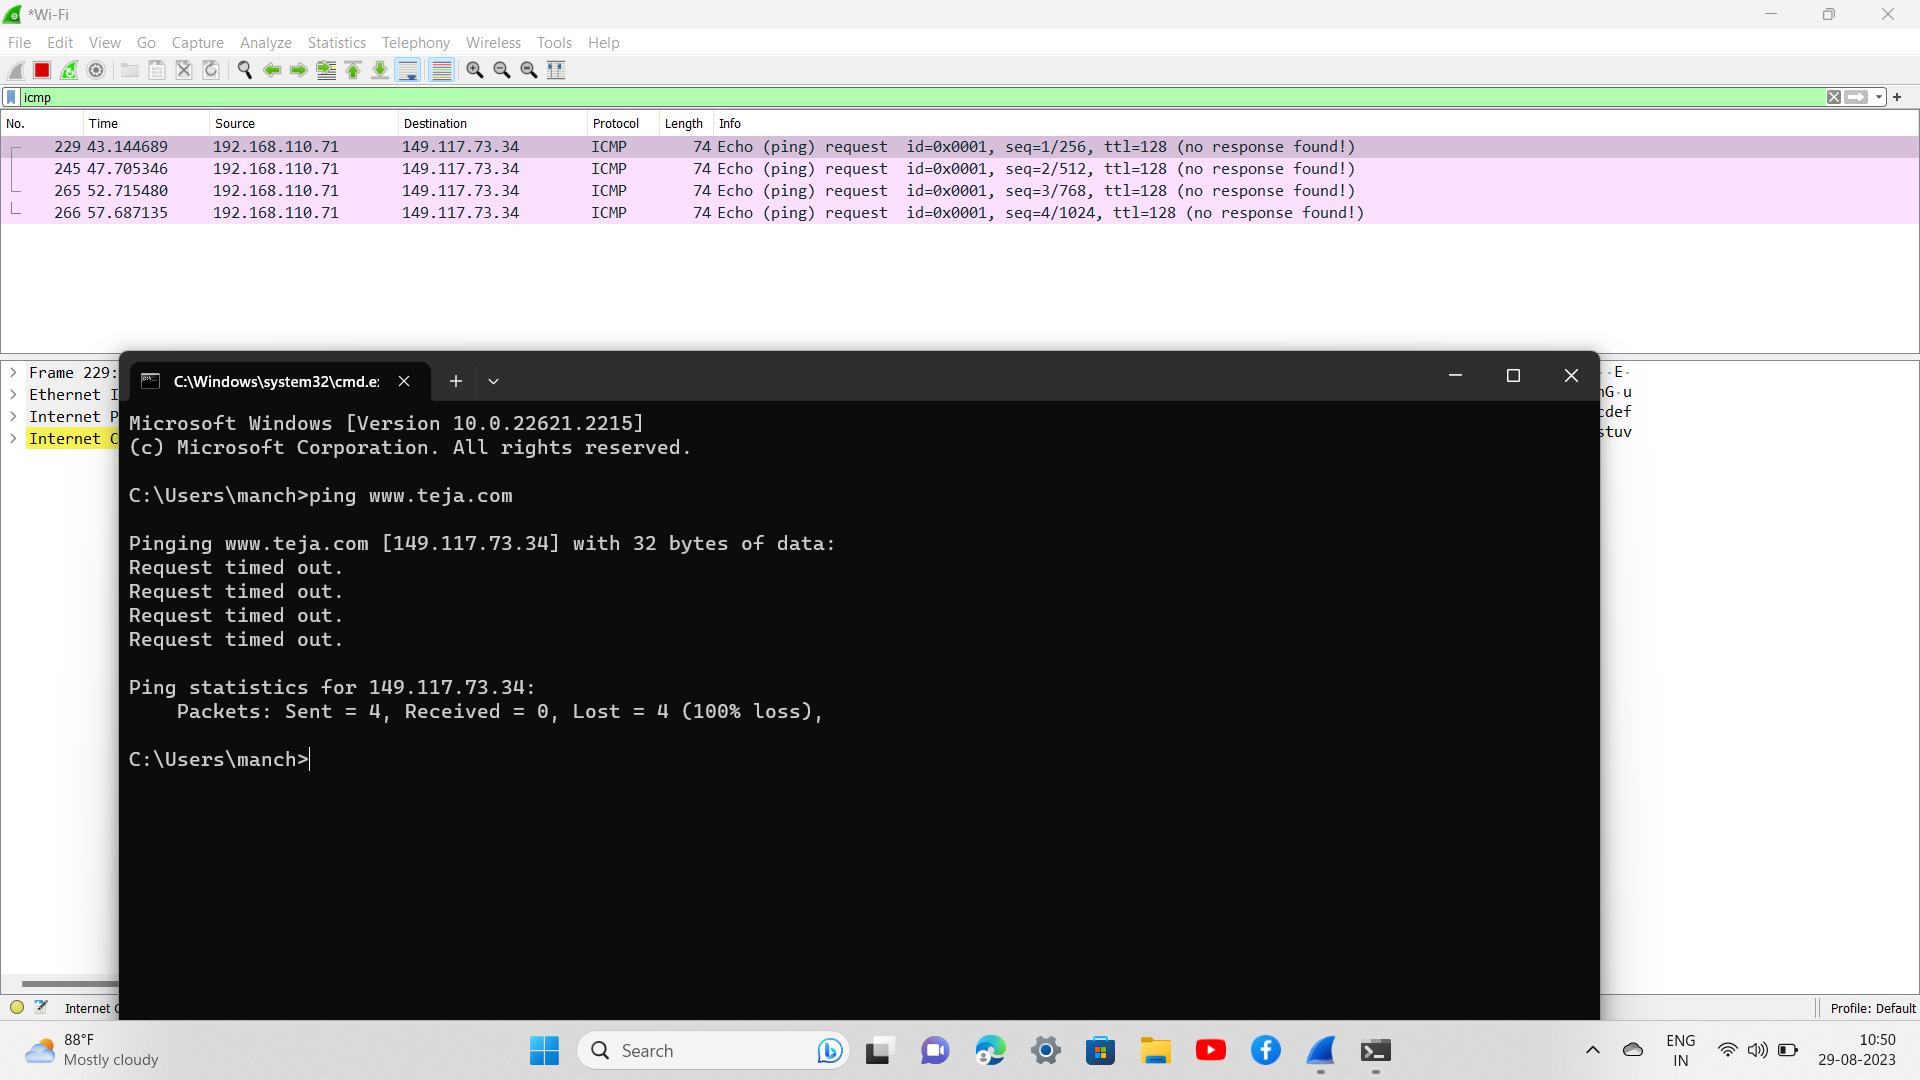 *Wi-Fi
File Edit View Go Capture Analyze Statistics Telephony Wireless Tools Help
icmp
No. Time Source Destination Protocol Length Info
229 43.144689 192.168.110.71 149.117.73.34 ICMP 74 Echo (ping) request id=0x0001, seq=1/256, ttl=128 (no response found!)
245 47.705346 192.168.110.71 149.117.73.34 ICMP 74 Echo (ping) request id=0x0001, seq=2/512, ttl=128 (no response found!)
265 52.715480 192.168.110.71 149.117.73.34 ICMP 74 Echo (ping) request id=0x0001, seq=3/768, ttl=128 (no response found!)
266 57.687135 192.168.110.71 149.117.73.34 ICMP 74 Echo (ping) request id=0x0001, seq=4/1024, ttl=128 (no response found!)
Frame 229:
Ethernet I
Internet P
Internet C
··E·
nG·u
cdef
stuv
C:\Windows\system32\cmd.e
Microsoft Windows [Version 10.0.22621.2215]
(c) Microsoft Corporation. All rights reserved.
C:\Users\manch>ping www.teja.com
Pinging www.teja.com [149.117.73.34] with 32 bytes of data:
Request timed out.
Request timed out.
Request timed out.
Request timed out.
Ping statistics for 149.117.73.34:
Packets: Sent = 4, Received = 0, Lost = 4 (100% loss),
C:\Users\manch>
Internet
Profile: Default
88°F
Mostly cloudy
Search
ENG
IN
10:50
29-08-2023